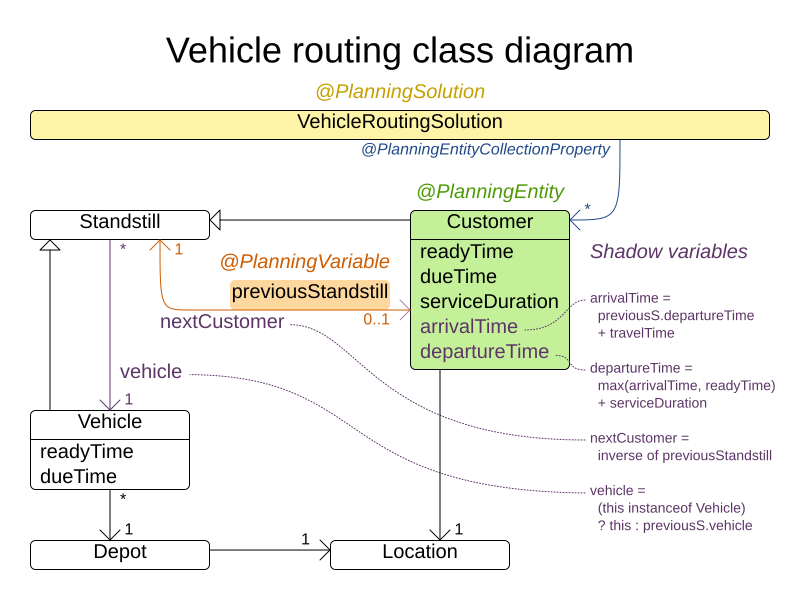 Vehicle routing class diagram
@PlanningSolution
VehicleRoutingSolution
@PlanningEntityCollectionProperty
@PlanningEntity
*
Standstill
Customer
*
1
@PlanningVariable
previousStandstill
0..1
nextCustomer
readyTime
dueTime
serviceDuration
arrivalTime
departureTime
Shadow variables
arrivalTime =
previousS.departureTime
+ travelTime
departureTime =
max(arrivalTime, readyTime)
+ serviceDuration
nextCustomer =
inverse of previousStandstill
vehicle =
(this instanceof Vehicle)
? this : previousS.vehicle
vehicle
1
Vehicle
readyTime
dueTime
*
1
Depot
1
1
Location